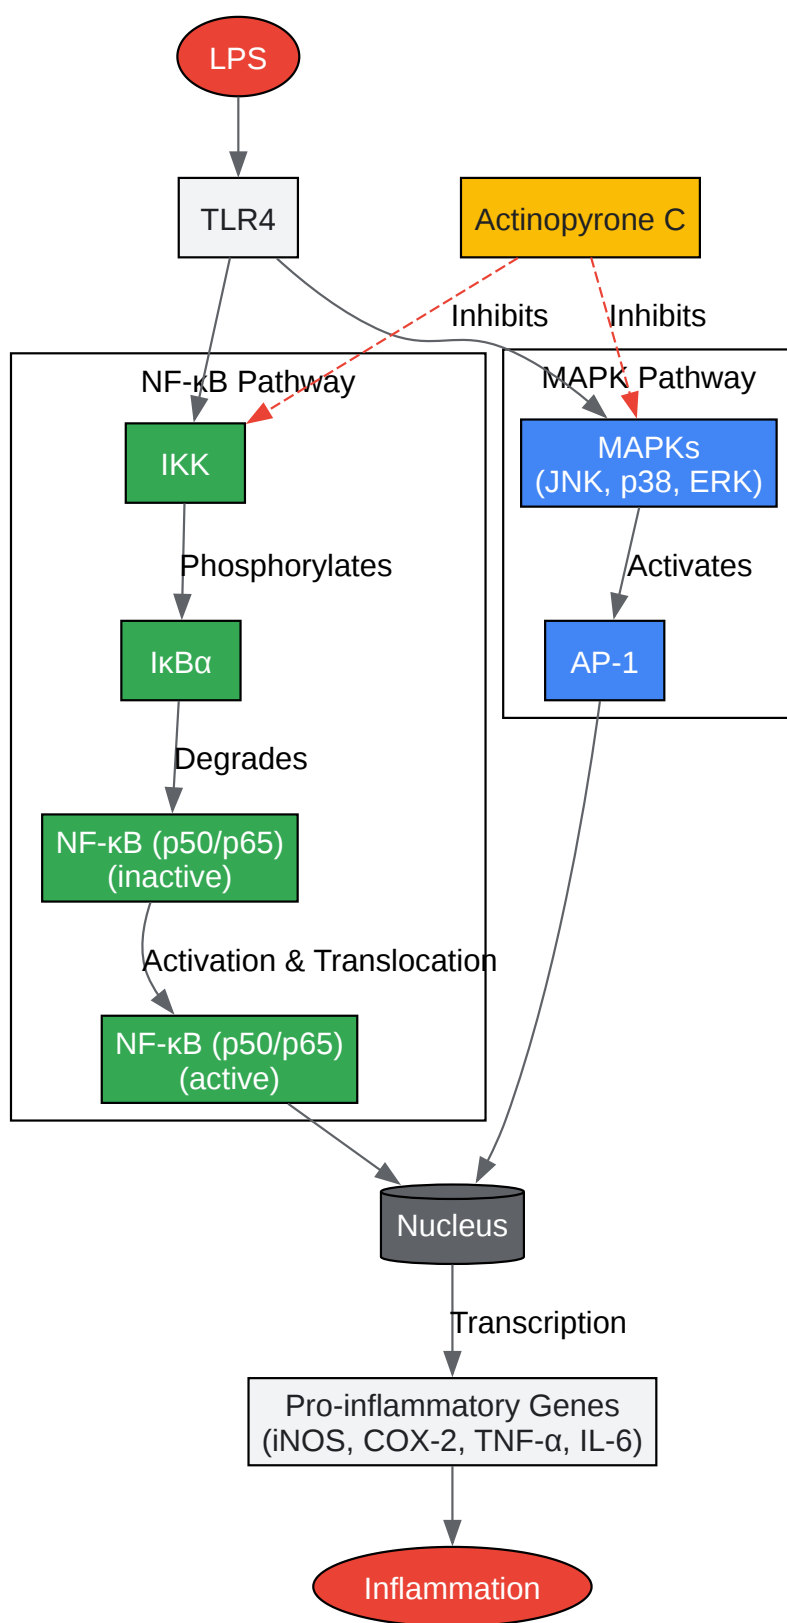 LPS
TLR4
Actinopyrone C
Inhibits
Inhibits
NF-κB Pathway
MAPK Pathway
IKK
MAPKs
(JNK, p38, ERK)
Phosphorylates
Activates
IκBα
AP-1
Degrades
NF-κB (p50/p65)
(inactive)
Activation & Translocation
NF-κB (p50/p65)
(active)
Nucleus
Transcription
Pro-inflammatory Genes
(iNOS, COX-2, TNF-α, IL-6)
Inflammation